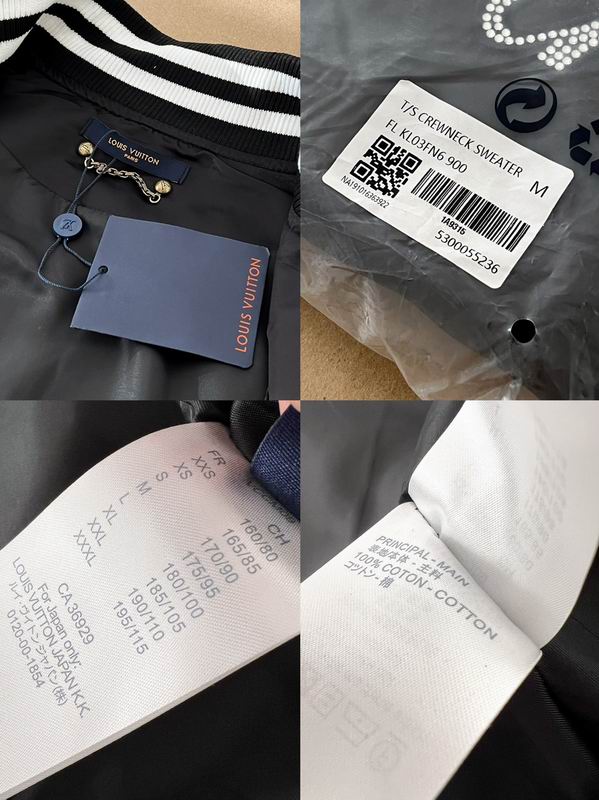 LOUIS VUITTON
PARIS
LOUIS VUITTON
T/S CREWNECK SWEATER
FL KL03FN6 900
M
NA191016363922
1A9315
5300055236
FR
CH
XXS
160/80
XS
165/85
S
170/90
M
175/95
L
180/100
XL
185/105
XXL
190/110
XXXL
195/115
CA 36929
For Japan only:
LOUIS VUITTON JAPAN K.K.
ルイ・ヴィトン ジャパン (株)
0120-00-1854
PRINCIPAL - MAIN
表地本体 - 主料
100% COTON - COTTON
コットン - 棉